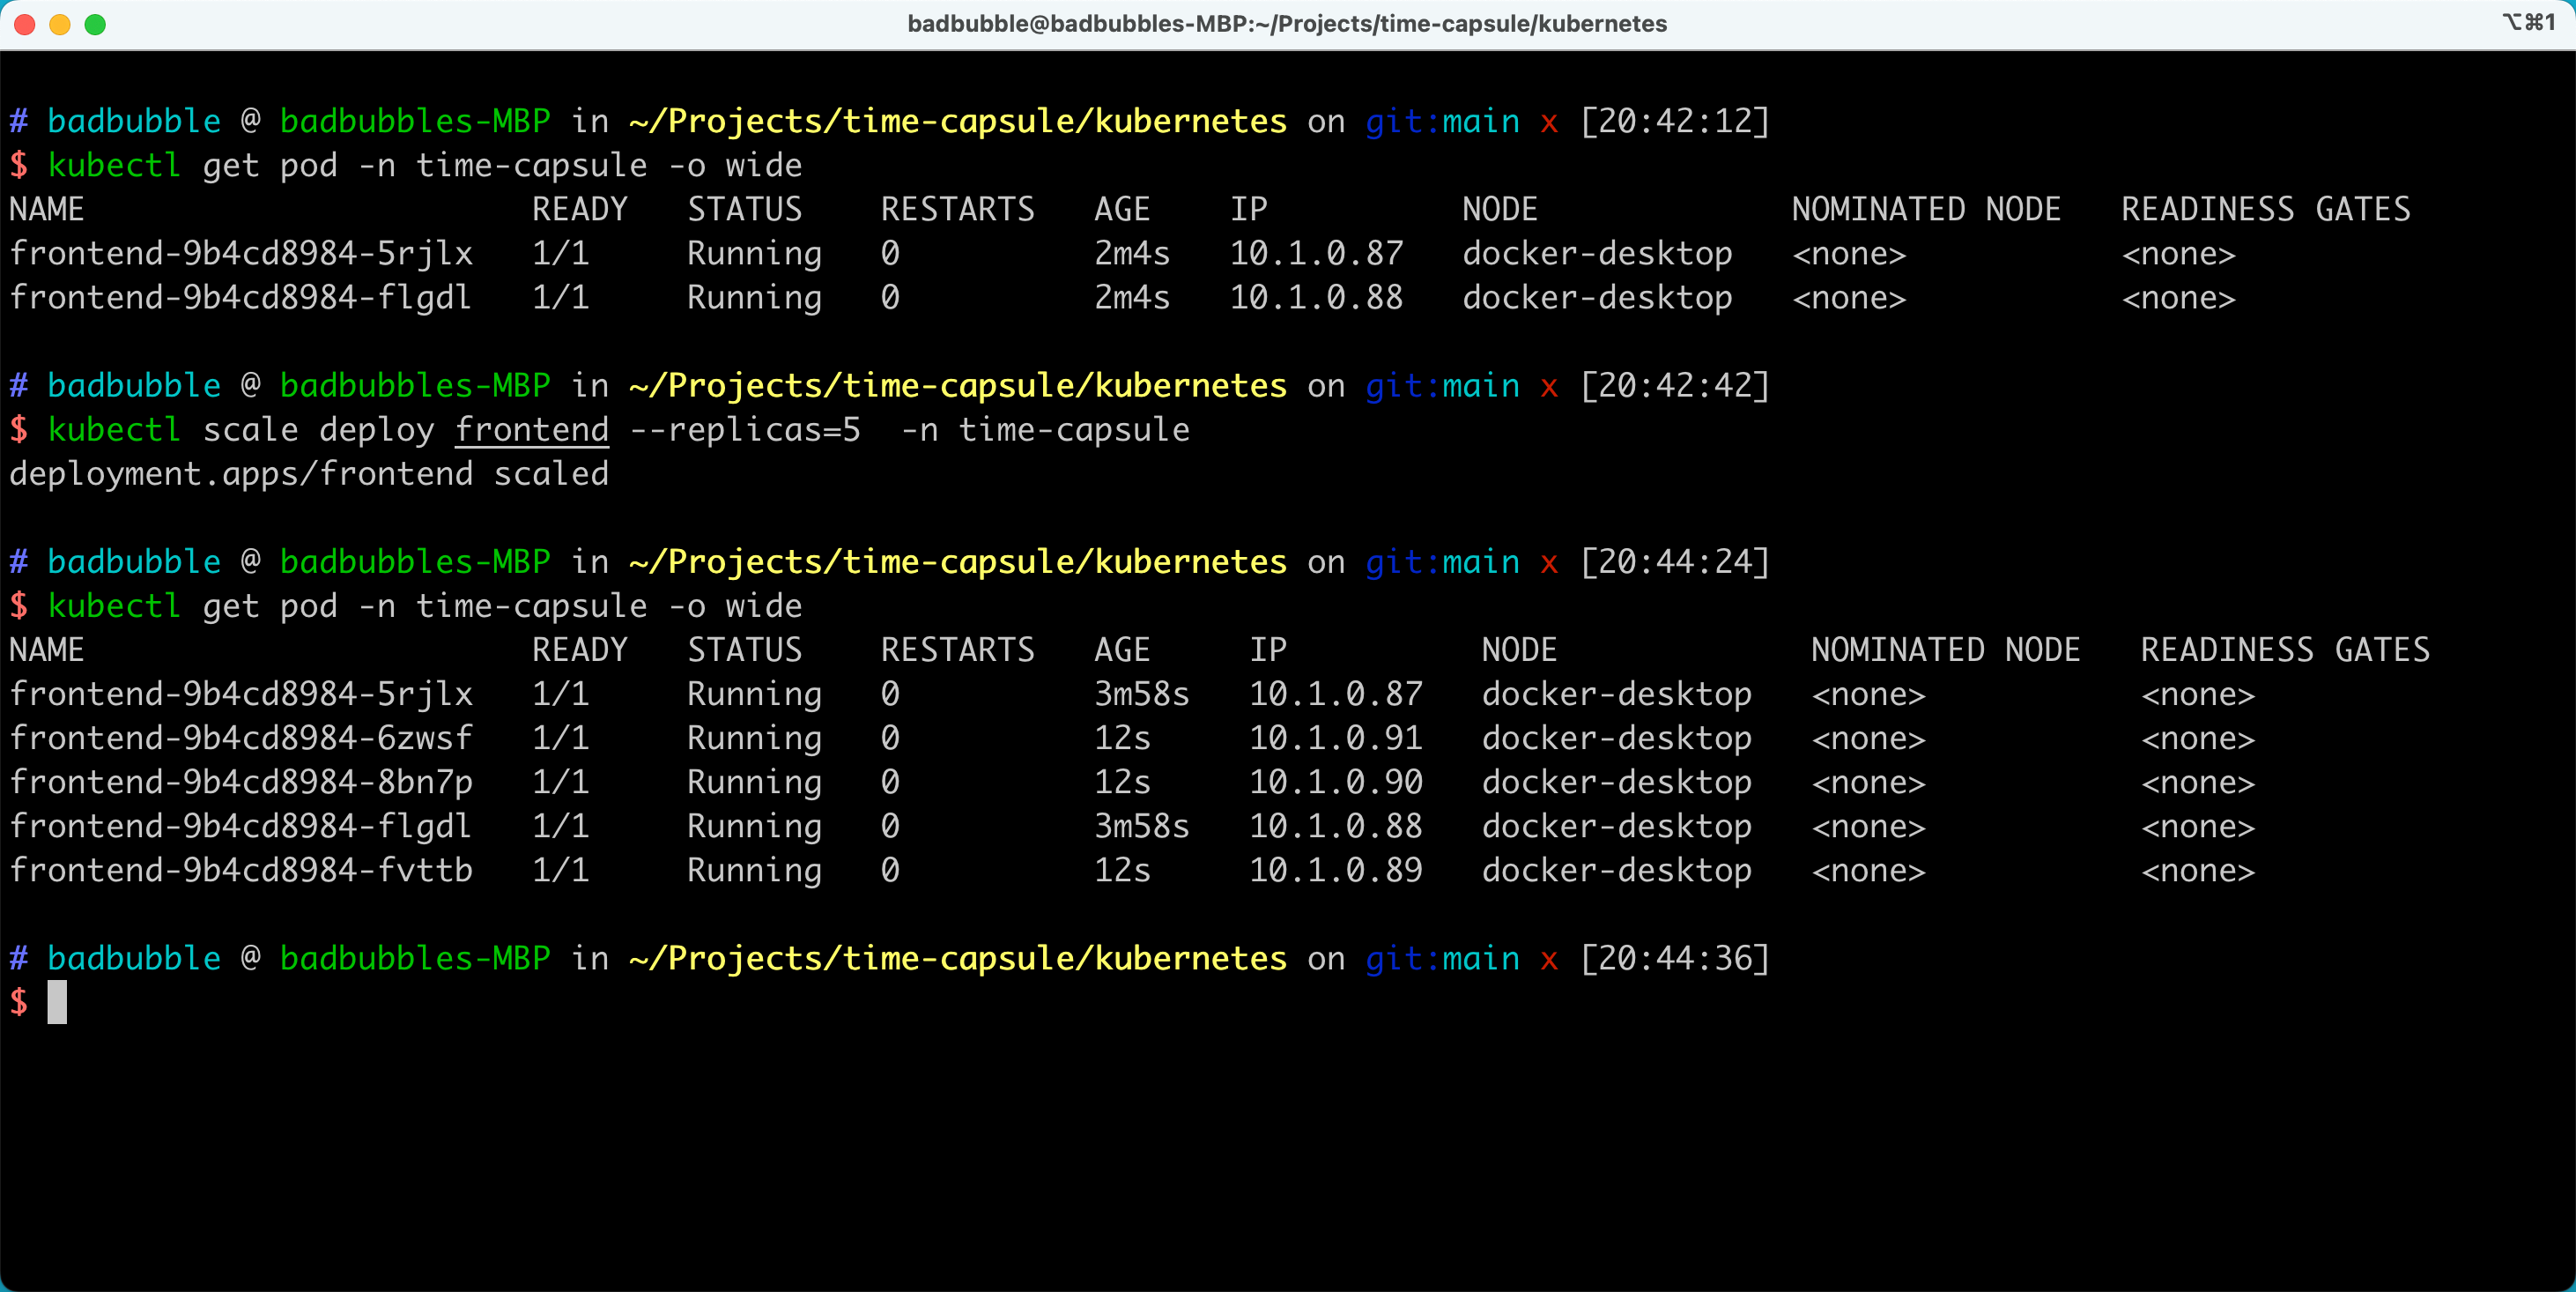 badbubble@badbubbles-MBP:~/Projects/time-capsule/kubernetes ⌥⌘1
# badbubble @ badbubbles-MBP in ~/Projects/time-capsule/kubernetes on git:main x [20:42:12]
$ kubectl get pod -n time-capsule -o wide
NAME READY STATUS RESTARTS AGE IP NODE NOMINATED NODE READINESS GATES
frontend-9b4cd8984-5rjlx 1/1 Running 0 2m4s 10.1.0.87 docker-desktop <none> <none>
frontend-9b4cd8984-flgdl 1/1 Running 0 2m4s 10.1.0.88 docker-desktop <none> <none>
# badbubble @ badbubbles-MBP in ~/Projects/time-capsule/kubernetes on git:main x [20:42:42]
$ kubectl scale deploy frontend --replicas=5  -n time-capsule
deployment.apps/frontend scaled
# badbubble @ badbubbles-MBP in ~/Projects/time-capsule/kubernetes on git:main x [20:44:24]
$ kubectl get pod -n time-capsule -o wide
NAME READY STATUS RESTARTS AGE IP NODE NOMINATED NODE READINESS GATES
frontend-9b4cd8984-5rjlx 1/1 Running 0 3m58s 10.1.0.87 docker-desktop <none> <none>
frontend-9b4cd8984-6zwsf 1/1 Running 0 12s 10.1.0.91 docker-desktop <none> <none>
frontend-9b4cd8984-8bn7p 1/1 Running 0 12s 10.1.0.90 docker-desktop <none> <none>
frontend-9b4cd8984-flgdl 1/1 Running 0 3m58s 10.1.0.88 docker-desktop <none> <none>
frontend-9b4cd8984-fvttb 1/1 Running 0 12s 10.1.0.89 docker-desktop <none> <none>
# badbubble @ badbubbles-MBP in ~/Projects/time-capsule/kubernetes on git:main x [20:44:36]
$